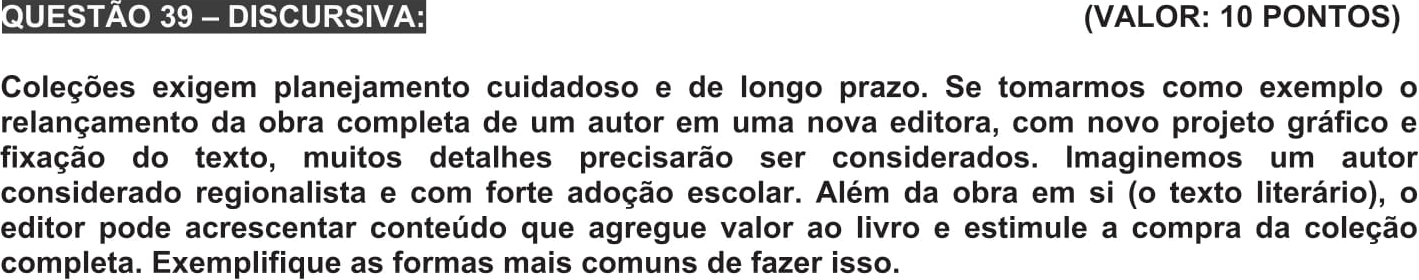 QUESTÃO 39 – DISCURSIVA: (VALOR: 10 PONTOS)
Coleções exigem planejamento cuidadoso e de longo prazo. Se tomarmos como exemplo o
relançamento da obra completa de um autor em uma nova editora, com novo projeto gráfico e
fixação do texto, muitos detalhes precisarão ser considerados. Imaginemos um autor
considerado regionalista e com forte adoção escolar. Além da obra em si (o texto literário), o
editor pode acrescentar conteúdo que agregue valor ao livro e estimule a compra da coleção
completa. Exemplifique as formas mais comuns de fazer isso.